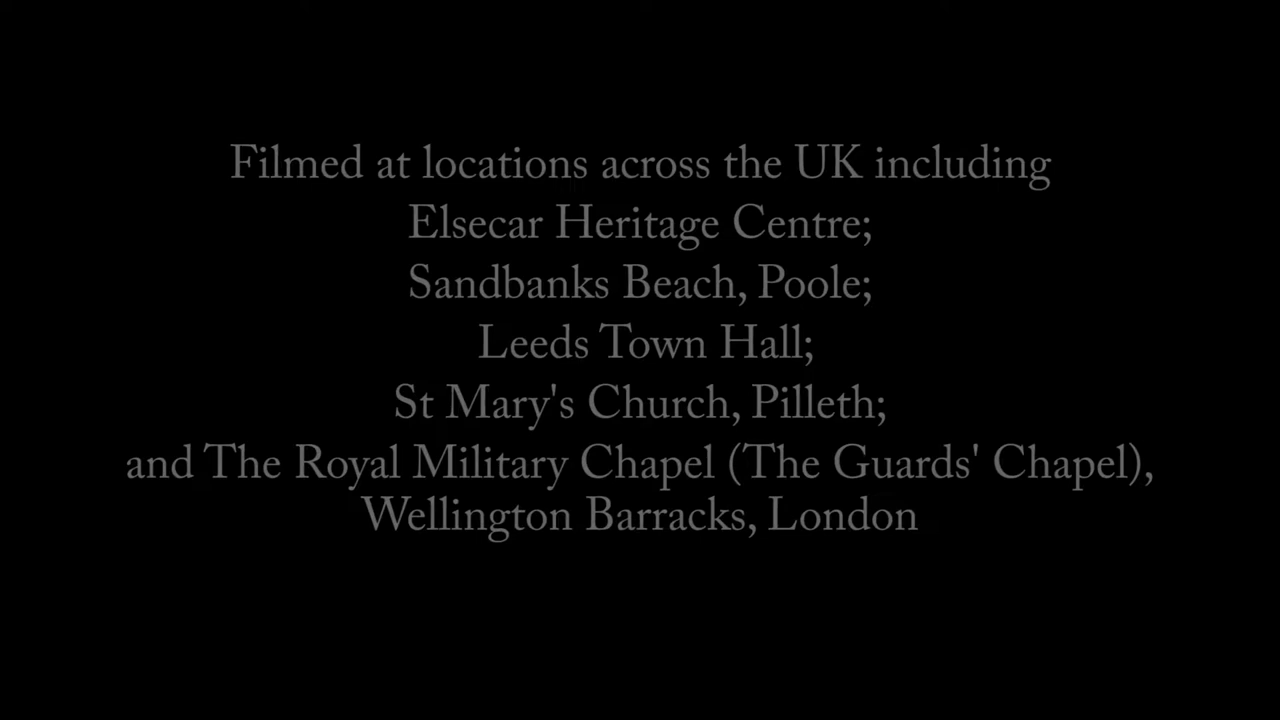 Filmed at locations across the UK including
Elsecar Heritage Centre;
Sandbanks Beach, Poole;
Leeds Town Hall;
St Mary's Church, Pilleth;
and The Royal Military Chapel (The Guards' Chapel),
Wellington Barracks, London